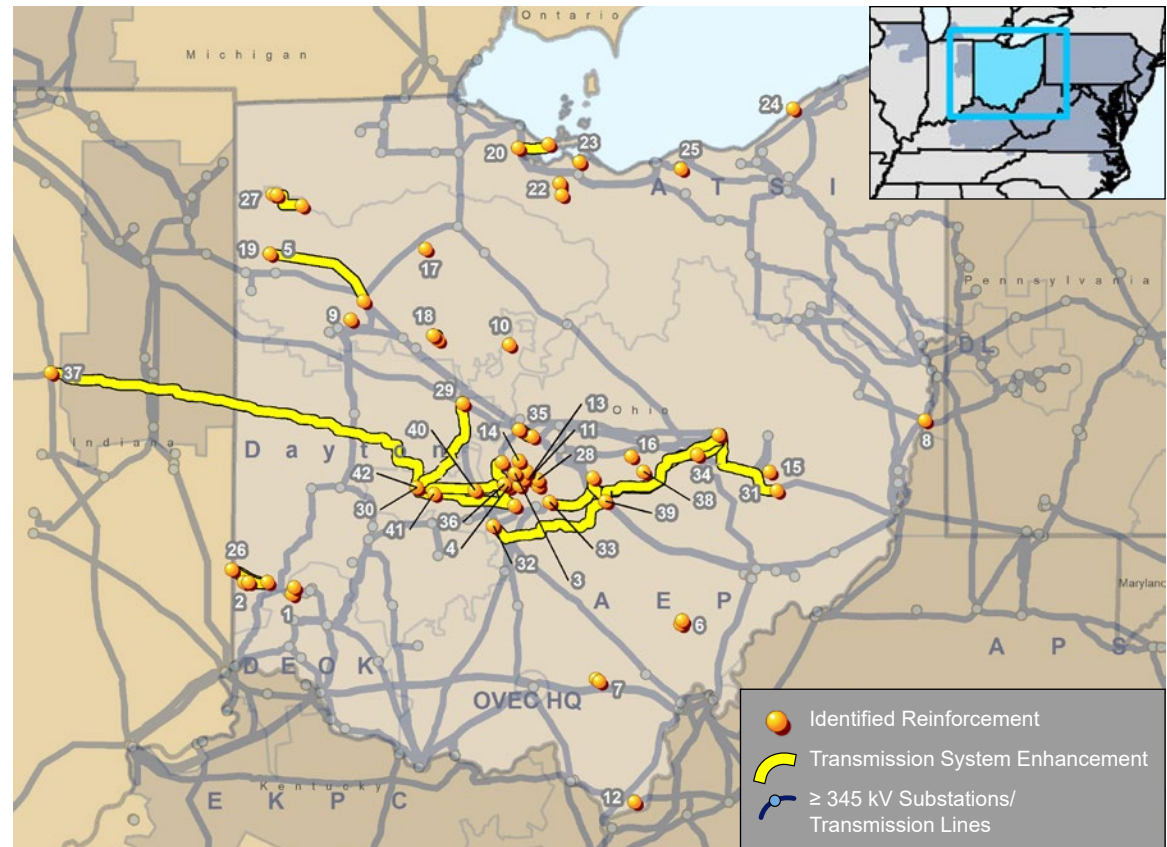 Ontario
Michigan
24
20
23
25
22
A T S I
27
19
5
17
Pennsylvania
9
18
10
DL
37
29
13
35
Ohio
8
14
11
40
Indiana
Dayton
28
16
42
34
15
38
30
31
41
36
39
4
33
32
26
3
2
Maryland
1
A E P
6
A P S
D E O K
7
OVEC HQ
Kentucky
E K P C
12
Identified Reinforcement
Transmission System Enhancement
≥ 345 kV Substations/
Transmission Lines